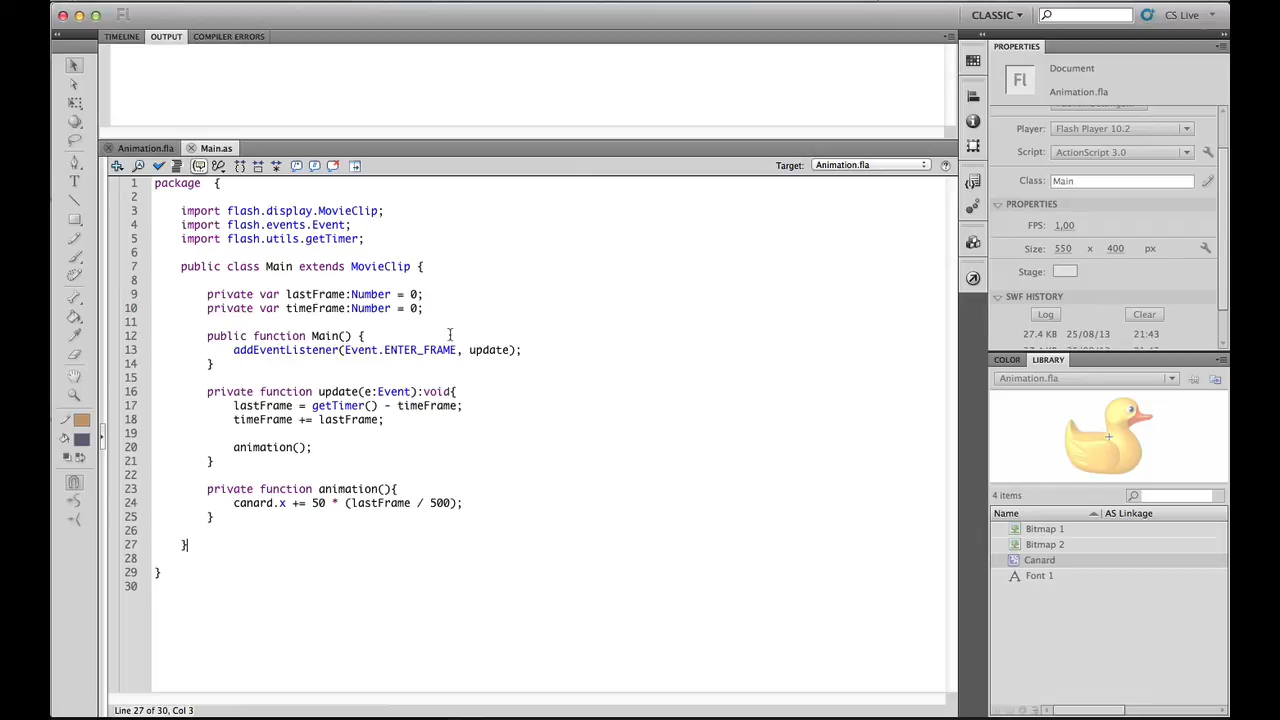 Fl
CLASSIC
CS Live
TIMELINE OUTPUT COMPILER ERRORS
PROPERTIES
Fl
Document
Animation.fla
Player: Flash Player 10.2
Script: ActionScript 3.0
Class: Main
PROPERTIES
FPS: 1,00
Size: 550 x 400 px
Stage:
SWF HISTORY
Log Clear
27.4 KB 25/08/13 21:43
COLOR LIBRARY
Animation.fla
4 items
Name AS Linkage
Bitmap 1
Bitmap 2
Canard
Font 1
Animation.fla Main.as
Target: Animation.fla
1 package {
2
3 import flash.display.MovieClip;
4 import flash.events.Event;
5 import flash.utils.getTimer;
6
7 public class Main extends MovieClip {
8
9 private var lastFrame:Number = 0;
10 private var timeFrame:Number = 0;
11
12 public function Main() {
13 addEventListener(Event.ENTER_FRAME, update);
14 }
15
16 private function update(e:Event):void{
17 lastFrame = getTimer() - timeFrame;
18 timeFrame += lastFrame;
19
20 animation();
21 }
22
23 private function animation(){
24 canard.x += 50 * (lastFrame / 500);
25 }
26
27 }
28
29 }
30
Line 27 of 30, Col 3